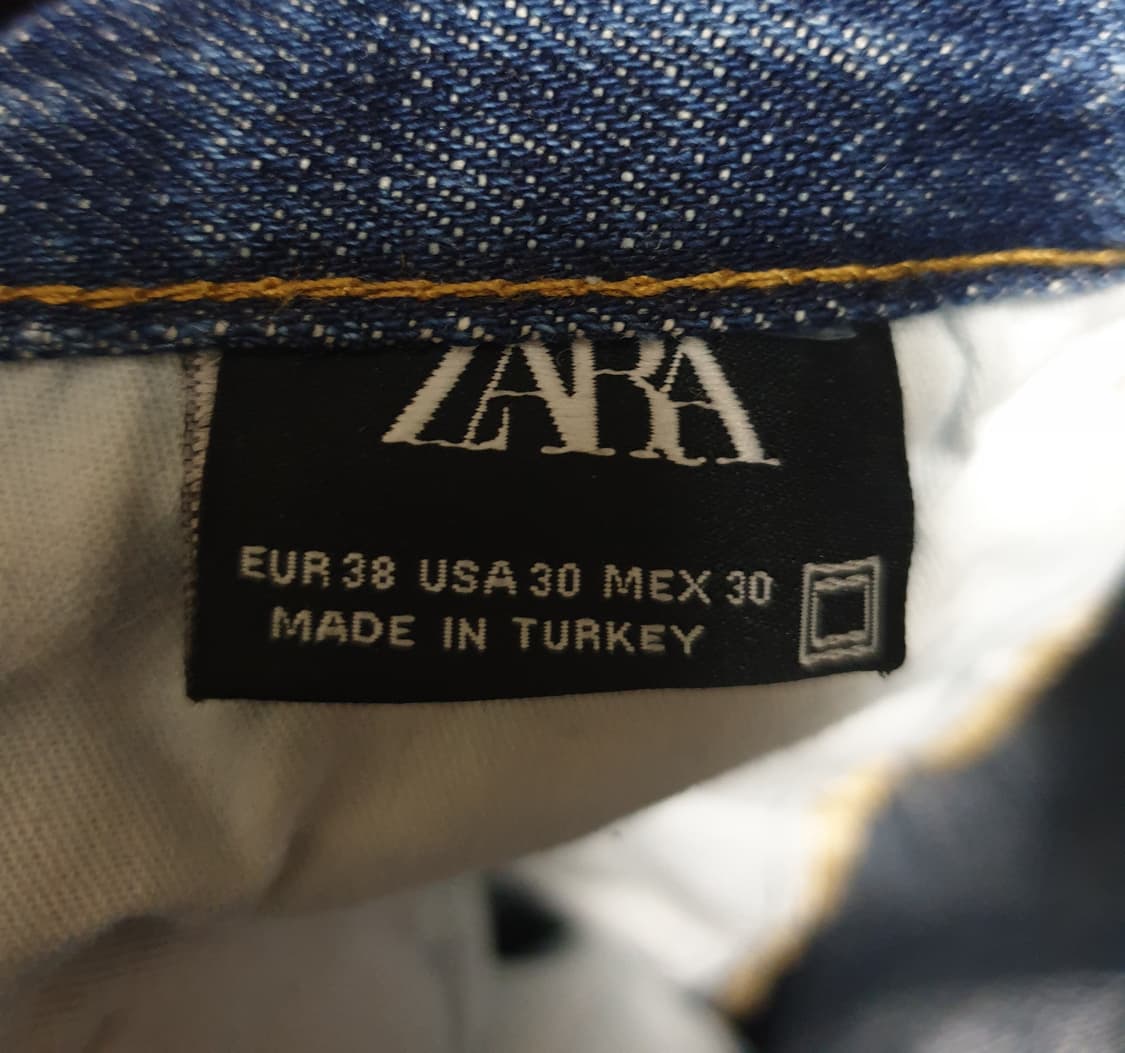 ZARA
EUR 38 USA 30 MEX 30
MADE IN TURKEY